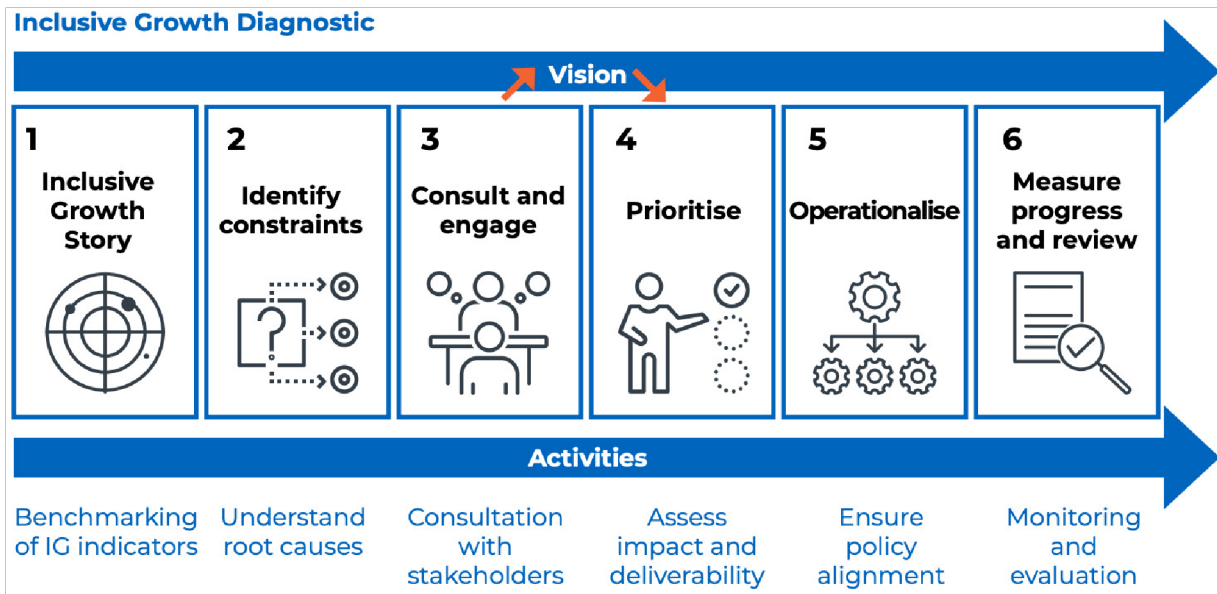 Inclusive Growth Diagnostic
Vision
1
Inclusive
Growth
Story
2
Identify
constraints
3
Consult and
engage
4
Prioritise
5
Operationalise
6
Measure
progress
and review
?
Activities
Benchmarking
of IG indicators
Understand
root causes
Consultation
with
stakeholders
Assess
impact and
deliverability
Ensure
policy
alignment
Monitoring
and
evaluation